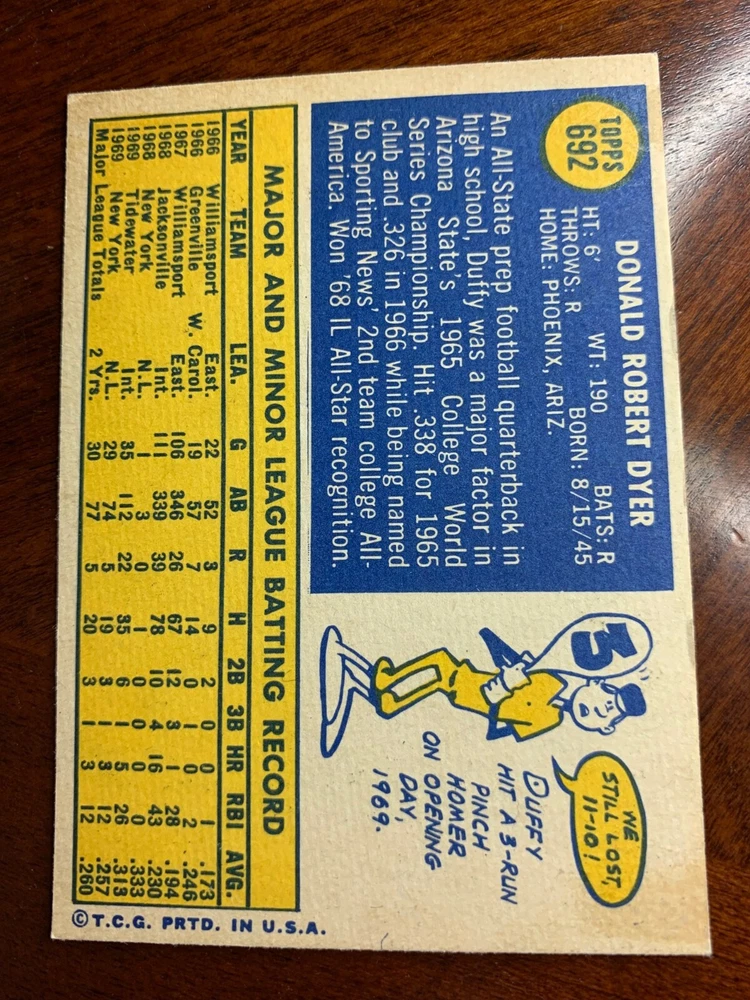 TOPPS
692
DONALD ROBERT DYER
HT: 6' WT: 190 BATS: R
THROWS: R BORN: 8/15/45
HOME: PHOENIX, ARIZ.
An All-State prep football quarterback in
high school, Duffy was a major factor in
Arizona State's 1965 College World
Series Championship. Hit .338 for 1965
club and .326 in 1966 while being named
to Sporting News' 2nd team college All-
America. Won '68 IL All-Star recognition.
3
WE
STILL LOST,
11-10!
DUFFY
HIT A 3-RUN
PINCH
HOMER
ON OPENING
DAY,
1969.
MAJOR AND MINOR LEAGUE BATTING RECORD
YEAR TEAM LEA. G AB R H 2B 3B HR RBI AVG.
1966 Williamsport East. 22 52 3 9 2 0 0 1 .173
1966 Greenville W. Carol. 19 57 7 14 0 1 0 2 .246
1967 Williamsport East. 106 346 26 67 12 3 1 28 .194
1968 Jacksonville Int. 111 339 39 78 10 4 16 43 .230
1968 New York N.L. 1 3 0 1 0 0 0 0 .333
1969 Tidewater Int. 35 112 22 35 6 1 5 26 .313
1969 New York N.L. 29 74 5 19 3 1 3 12 .257
Major League Totals 2 Yrs. 30 77 5 20 3 1 3 12 .260
©T.C.G. PRTD. IN U.S.A.